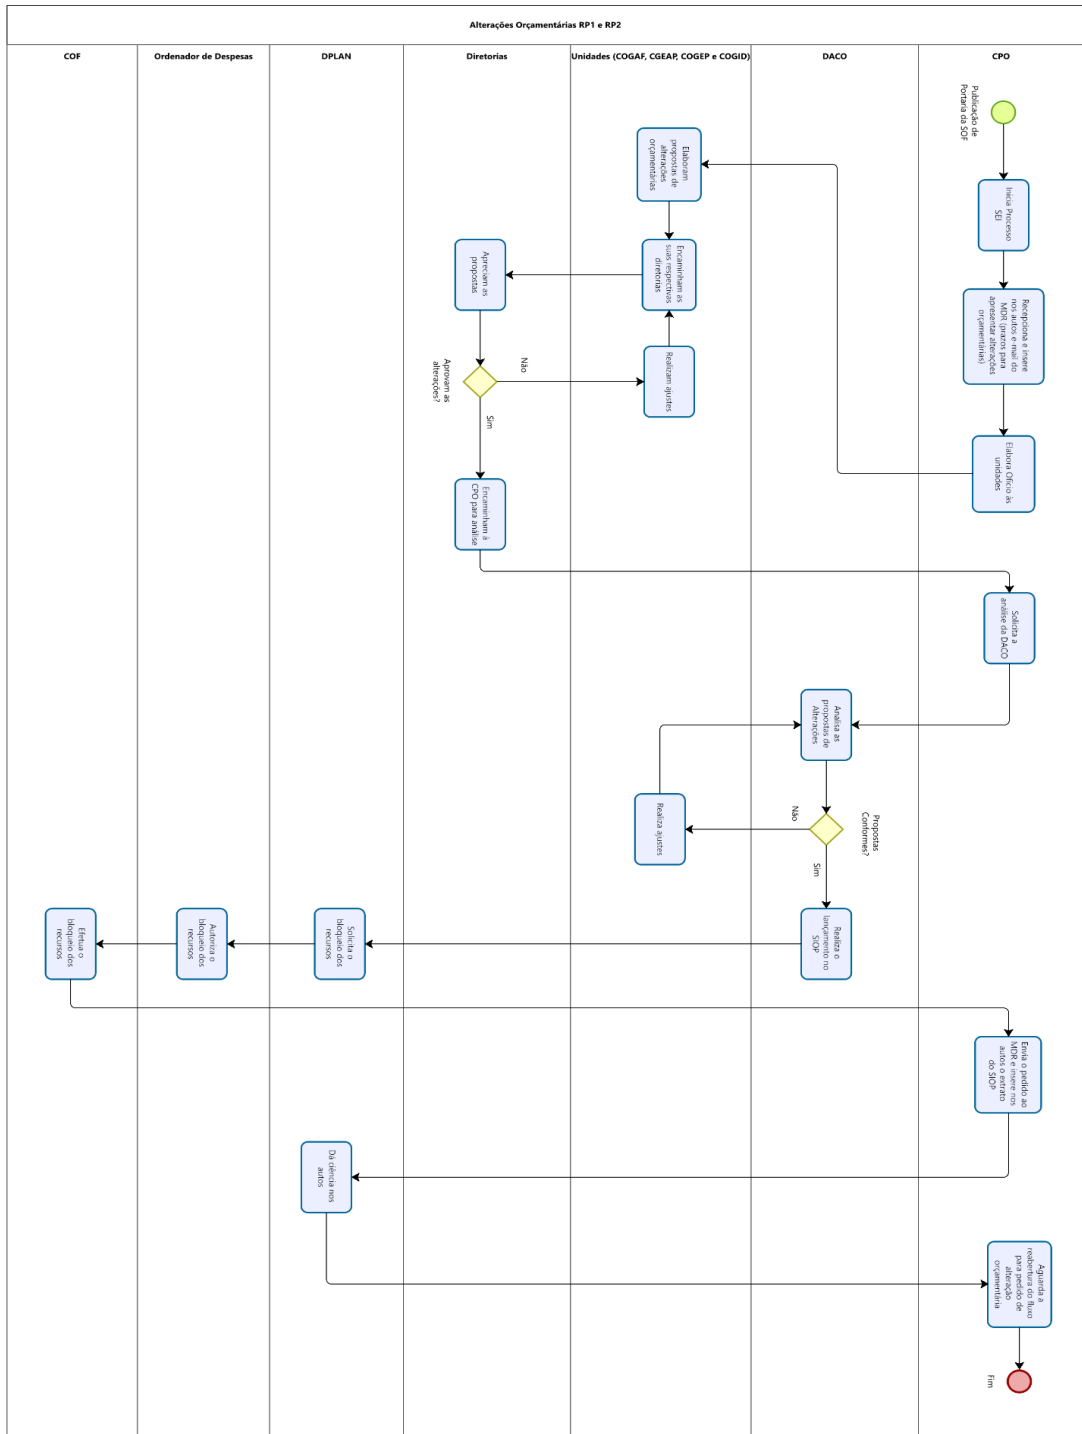 Alterações Orçamentárias RP1 e RP2
COF
Ordenador de Despesas
DPLAN
Diretorias
Unidades (COGAF, CGEAP, COGEP e COGID)
DACO
CPO
Publicação de
Portaria da SOF
Inicia Processo
SEI
Recepciona e insere
nos autos e-mail do
MDR (prazos para
apresentar alterações
orçamentárias)
Elabora Ofício às
unidades
Elaboram
propostas de
alterações
orçamentárias
Encaminham as
suas respectivas
diretorias
Apreciam as
propostas
Aprovam as
alterações?
Não
Realizam ajustes
Sim
Encaminham à
CPO para análise
Solicita a
análise da DACO
Analisa as
propostas de
Alterações
Propostas
Conformes?
Não
Realiza ajustes
Sim
Realiza o
lançamento no
SIOP
Solicita o
bloqueio dos
recursos
Autoriza o
bloqueio dos
recursos
Efetua o
bloqueio dos
recursos
Envia o pedido ao
MDR e insere nos
autos o extrato
do SIOP
Dá ciência nos
autos
Aguarda a
reabertura do fluxo
para pedido de
alteração
orçamentária
Fim